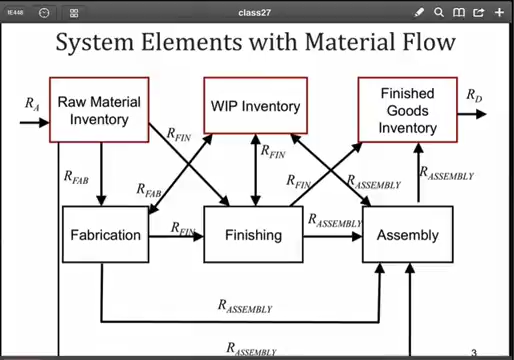 IE448
class27
System Elements with Material Flow
R_A
Raw Material
Inventory
WIP Inventory
Finished
Goods
Inventory
R_D
R_FIN
R_FIN
R_FAB
R_FAB
R_FIN
R_ASSEMBLY
R_ASSEMBLY
Fabrication
R_FIN
Finishing
R_ASSEMBLY
Assembly
R_ASSEMBLY
R_ASSEMBLY
3